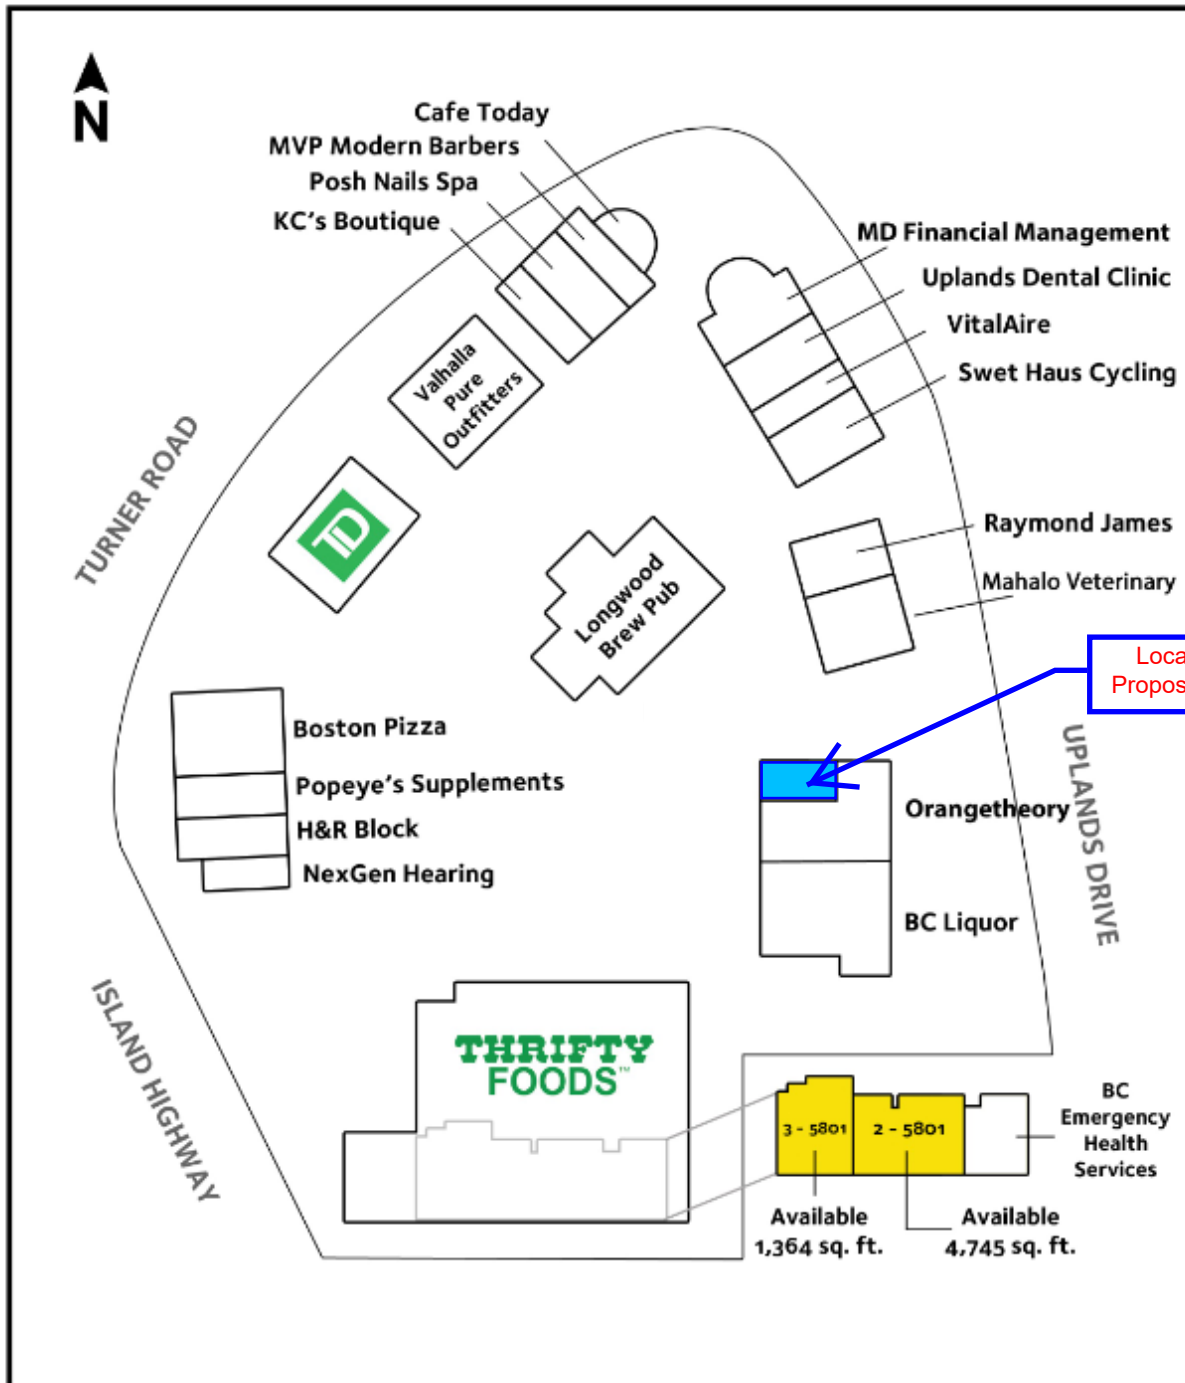 N
Cafe Today
MVP Modern Barbers
Posh Nails Spa
KC's Boutique
MD Financial Management
Uplands Dental Clinic
VitalAire
Swet Haus Cycling
Valhalla
Pure
Outfitters
TURNER ROAD
TD
Raymond James
Mahalo Veterinary
Longwood
Brew Pub
Loca
Propos
UPLANDS DRIVE
Boston Pizza
Popeye's Supplements
H&R Block
NexGen Hearing
Orangetheory
BC Liquor
ISLAND HIGHWAY
THRIFTY
FOODS™
3 - 5801
2 - 5801
BC
Emergency
Health
Services
Available
1,364 sq. ft.
Available
4,745 sq. ft.